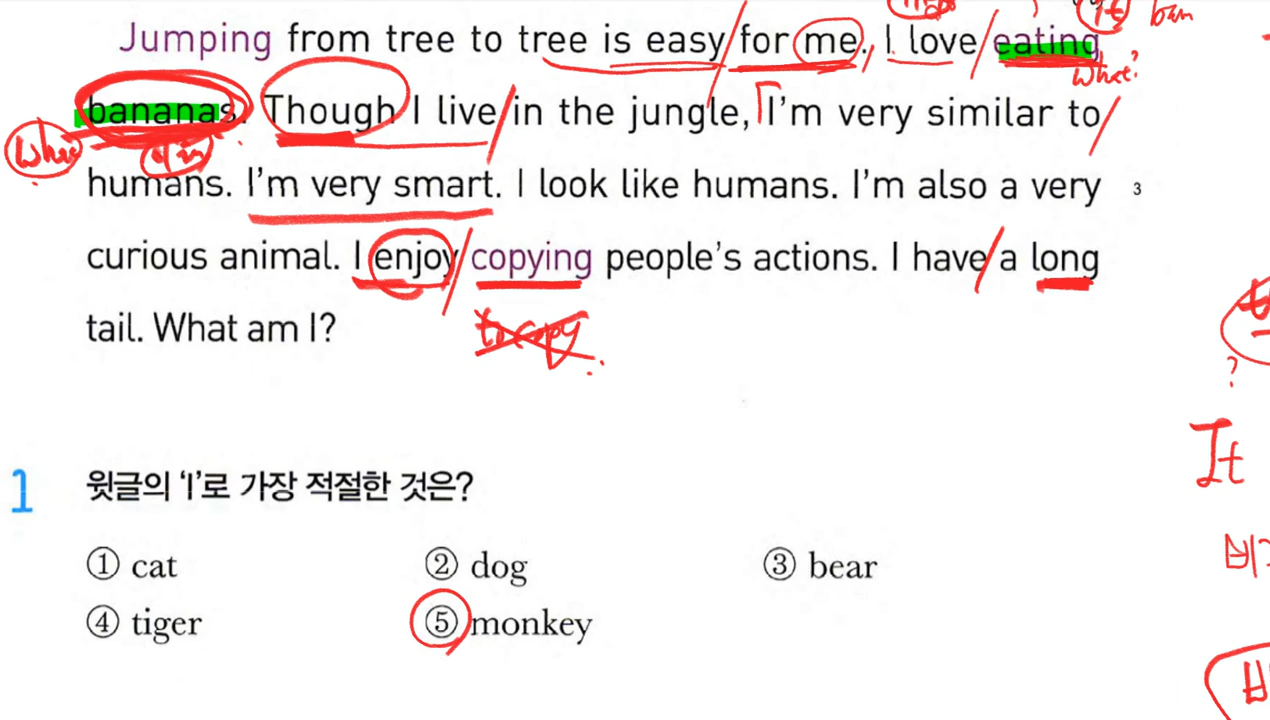 It ban
Jumping from tree to tree is easy for me. I love eating
What?
bananas. Though I live in the jungle, I'm very similar to
humans. I'm very smart. I look like humans. I'm also a very 3
curious animal. I enjoy copying people's actions. I have a long
tail. What am I?
to copy
?
It
1 윗글의 'I'로 가장 적절한 것은?
① cat ② dog ③ bear
④ tiger ⑤ monkey